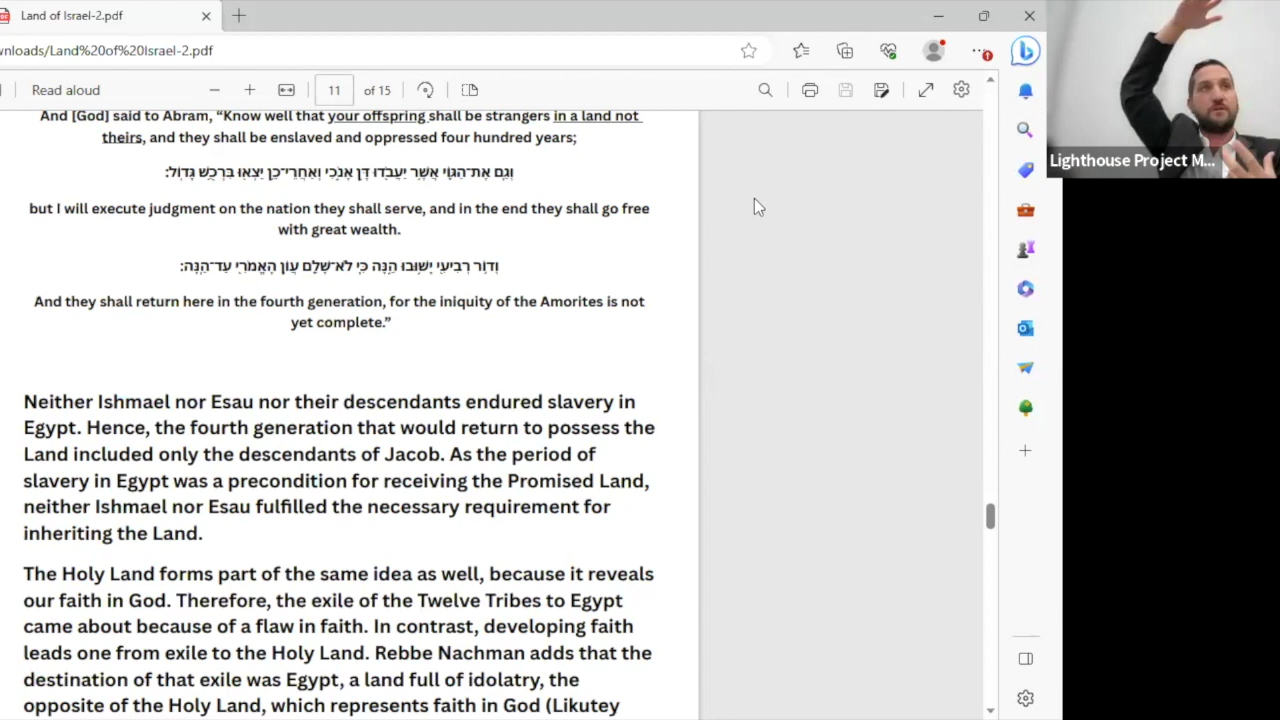 Land of Israel-2.pdf
wnloads/Land%20of%20Israel-2.pdf
Read aloud
11 of 15
And [God] said to Abram, “Know well that your offspring shall be strangers in a land not
theirs, and they shall be enslaved and oppressed four hundred years;
וְגַ֧ם אֶת־הַגּ֛וֹי אֲשֶׁ֥ר יַעֲבֹ֖דוּ דָּ֣ן אָנֹ֑כִי וְאַחֲרֵי־כֵ֥ן יֵצְא֖וּ בִּרְכֻ֥שׁ גָּדֽוֹל׃
but I will execute judgment on the nation they shall serve, and in the end they shall go free
with great wealth.
וְד֥וֹר רְבִיעִ֖י יָשׁ֣וּבוּ הֵ֑נָּה כִּ֧י לֹא־שָׁלֵ֛ם עֲוֺ֥ן הָאֱמֹרִ֖י עַד־הֵֽנָּה׃
And they shall return here in the fourth generation, for the iniquity of the Amorites is not
yet complete.”
Neither Ishmael nor Esau nor their descendants endured slavery in
Egypt. Hence, the fourth generation that would return to possess the
Land included only the descendants of Jacob. As the period of
slavery in Egypt was a precondition for receiving the Promised Land,
neither Ishmael nor Esau fulfilled the necessary requirement for
inheriting the Land.
The Holy Land forms part of the same idea as well, because it reveals
our faith in God. Therefore, the exile of the Twelve Tribes to Egypt
came about because of a flaw in faith. In contrast, developing faith
leads one from exile to the Holy Land. Rebbe Nachman adds that the
destination of that exile was Egypt, a land full of idolatry, the
opposite of the Holy Land, which represents faith in God (Likutey
Lighthouse Project M...